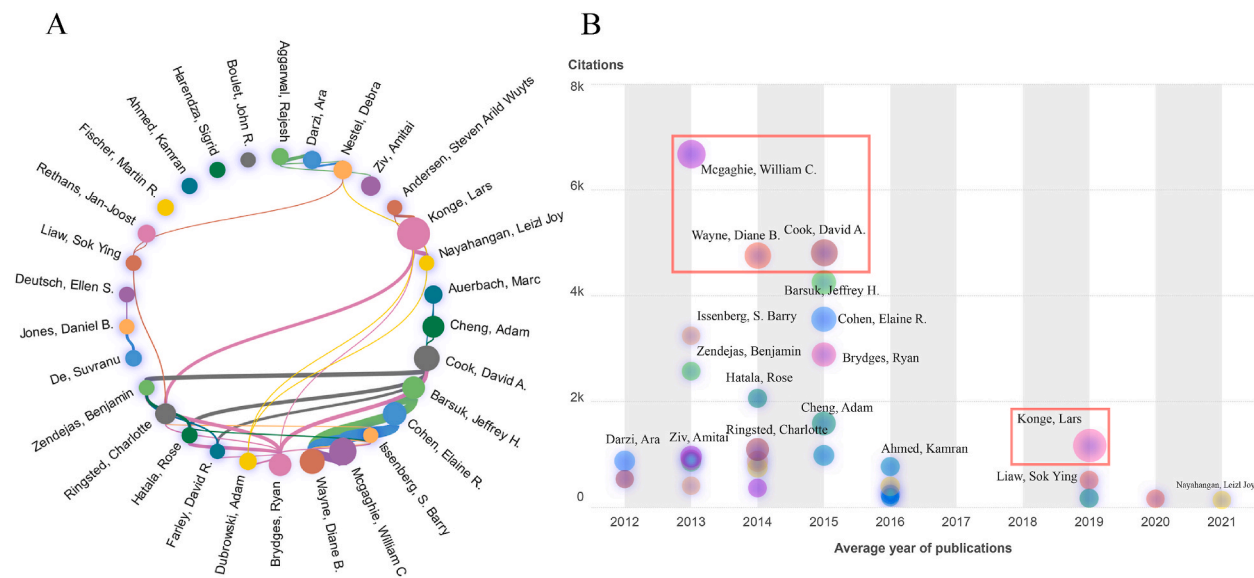 A
Aggarwal, Rajesh
Darzi, Ara
Nestel, Debra
Ziv, Amitai
Andersen, Steven Arild Wuyts
Konge, Lars
Nayahangan, Leizl Joy
Auerbach, Marc
Cheng, Adam
Cook, David A.
Barsuk, Jeffrey H.
Cohen, Elaine R.
Issenberg, S. Barry
Mcgaghie, William C.
Wayne, Diane B.
Brydges, Ryan
Dubrowski, Adam
Farley, David R.
Hatala, Rose
Ringsted, Charlotte
Zendejas, Benjamin
De, Suvranu
Jones, Daniel B.
Deutsch, Ellen S.
Liaw, Sok Ying
Rethans, Jan-Joost
Fischer, Martin R.
Ahmed, Kamran
Harendza, Sigrid
Boulet, John R.
B
Citations
8k
6k
4k
2k
0
Mcgaghie, William C.
Wayne, Diane B.
Cook, David A.
Barsuk, Jeffrey H.
Issenberg, S. Barry
Cohen, Elaine R.
Zendejas, Benjamin
Brydges, Ryan
Hatala, Rose
Cheng, Adam
Konge, Lars
Darzi, Ara
Ziv, Amitai
Ringsted, Charlotte
Ahmed, Kamran
Liaw, Sok Ying
Nayahangan, Leizl Joy
2012
2013
2014
2015
2016
2017
2018
2019
2020
2021
Average year of publications